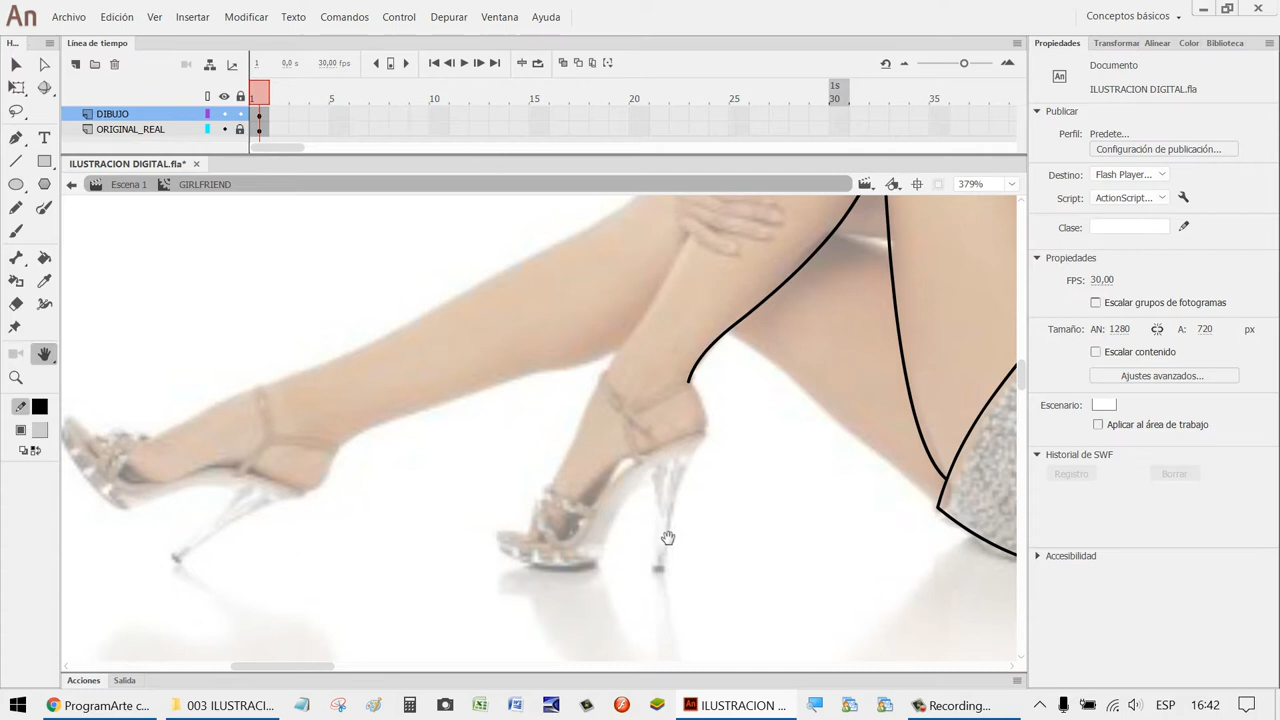 An Archivo Edición Ver Insertar Modificar Texto Comandos Control Depurar Ventana Ayuda Conceptos básicos
H... Línea de tiempo Propiedades Transformar Alinear Color Biblioteca
1 0,0 s 30,00 fps
An Documento
ILUSTRACION DIGITAL.fla
1s
1 5 10 15 20 25 30 35
DIBUJO
ORIGINAL_REAL
Publicar
Perfil: Predete...
Configuración de publicación...
ILUSTRACION DIGITAL.fla*
Escena 1 GIRLFRIEND 379%
Destino: Flash Player...
Script: ActionScript...
Clase:
Propiedades
FPS: 30,00
Escalar grupos de fotogramas
Tamaño: AN: 1280 A: 720 px
Escalar contenido
Ajustes avanzados...
Escenario:
Aplicar al área de trabajo
Historial de SWF
Registro Borrar
Accesibilidad
Acciones Salida
ProgramArte c... 003 ILUSTRACI... An ILUSTRACION ... Recording... ESP 16:42